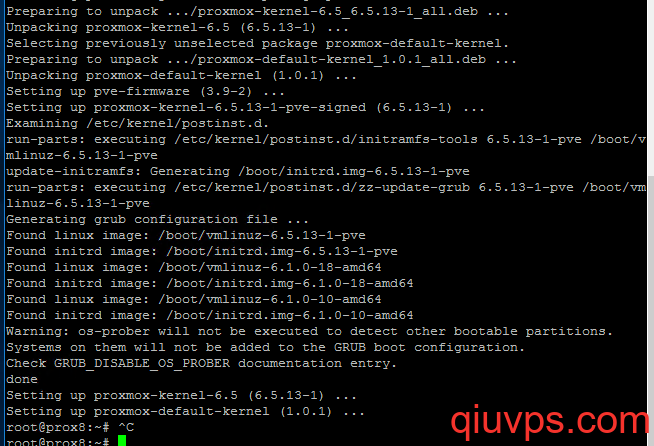 Preparing to unpack .../proxmox-kernel-6.5_6.5.13-1_all.deb ...
Unpacking proxmox-kernel-6.5 (6.5.13-1) ...
Selecting previously unselected package proxmox-default-kernel.
Preparing to unpack .../proxmox-default-kernel_1.0.1_all.deb ...
Unpacking proxmox-default-kernel (1.0.1) ...
Setting up pve-firmware (3.9-2) ...
Setting up proxmox-kernel-6.5.13-1-pve-signed (6.5.13-1) ...
Examining /etc/kernel/postinst.d.
run-parts: executing /etc/kernel/postinst.d/initramfs-tools 6.5.13-1-pve /boot/v
mlinuz-6.5.13-1-pve
update-initramfs: Generating /boot/initrd.img-6.5.13-1-pve
run-parts: executing /etc/kernel/postinst.d/zz-update-grub 6.5.13-1-pve /boot/vm
linuz-6.5.13-1-pve
Generating grub configuration file ...
Found linux image: /boot/vmlinuz-6.5.13-1-pve
Found initrd image: /boot/initrd.img-6.5.13-1-pve
Found linux image: /boot/vmlinuz-6.1.0-18-amd64
Found initrd image: /boot/initrd.img-6.1.0-18-amd64
Found linux image: /boot/vmlinuz-6.1.0-10-amd64
Found initrd image: /boot/initrd.img-6.1.0-10-amd64
Warning: os-prober will not be executed to detect other bootable partitions.
Systems on them will not be added to the GRUB boot configuration.
Check GRUB_DISABLE_OS_PROBER documentation entry.
done
Setting up proxmox-kernel-6.5 (6.5.13-1) ...
Setting up proxmox-default-kernel (1.0.1) ...
root@prox8:~# ^C
root@prox8:~#
qiuvps.com